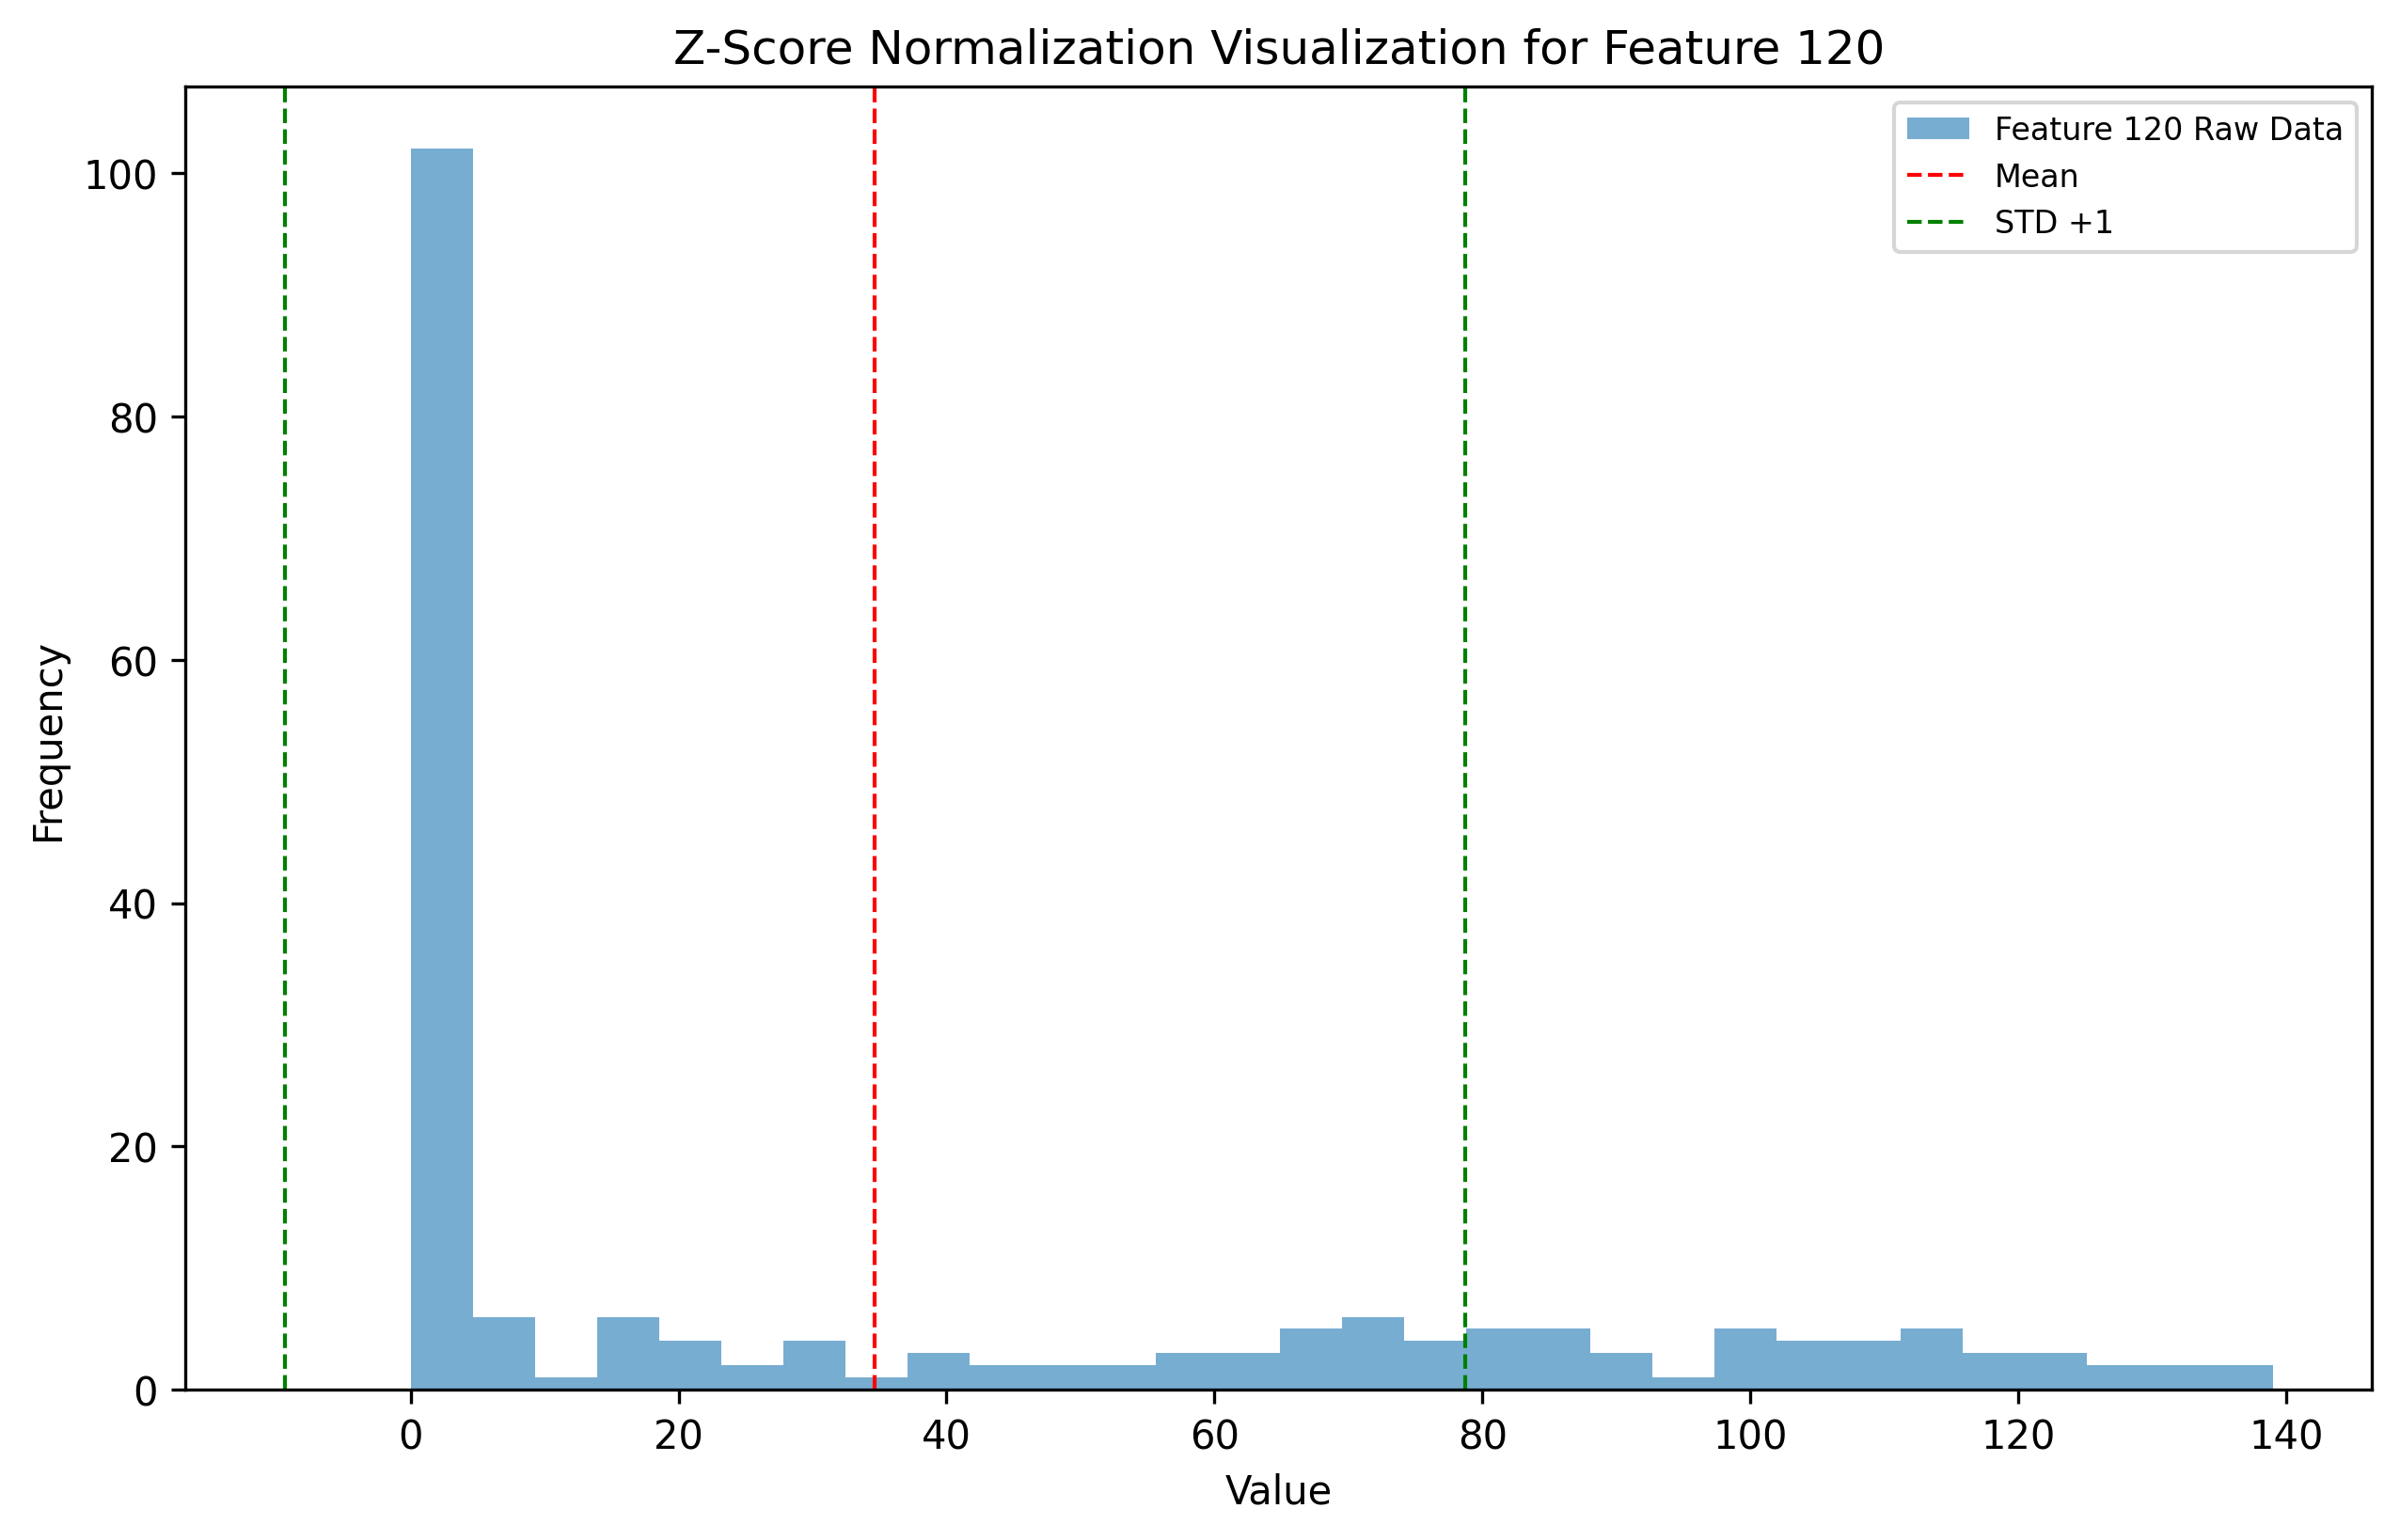 Z-Score Normalization Visualization for Feature 120
Feature 120 Raw Data
Mean
STD +1
100
80
60
40
20
0
Frequency
0 20 40 60 80 100 120 140
Value